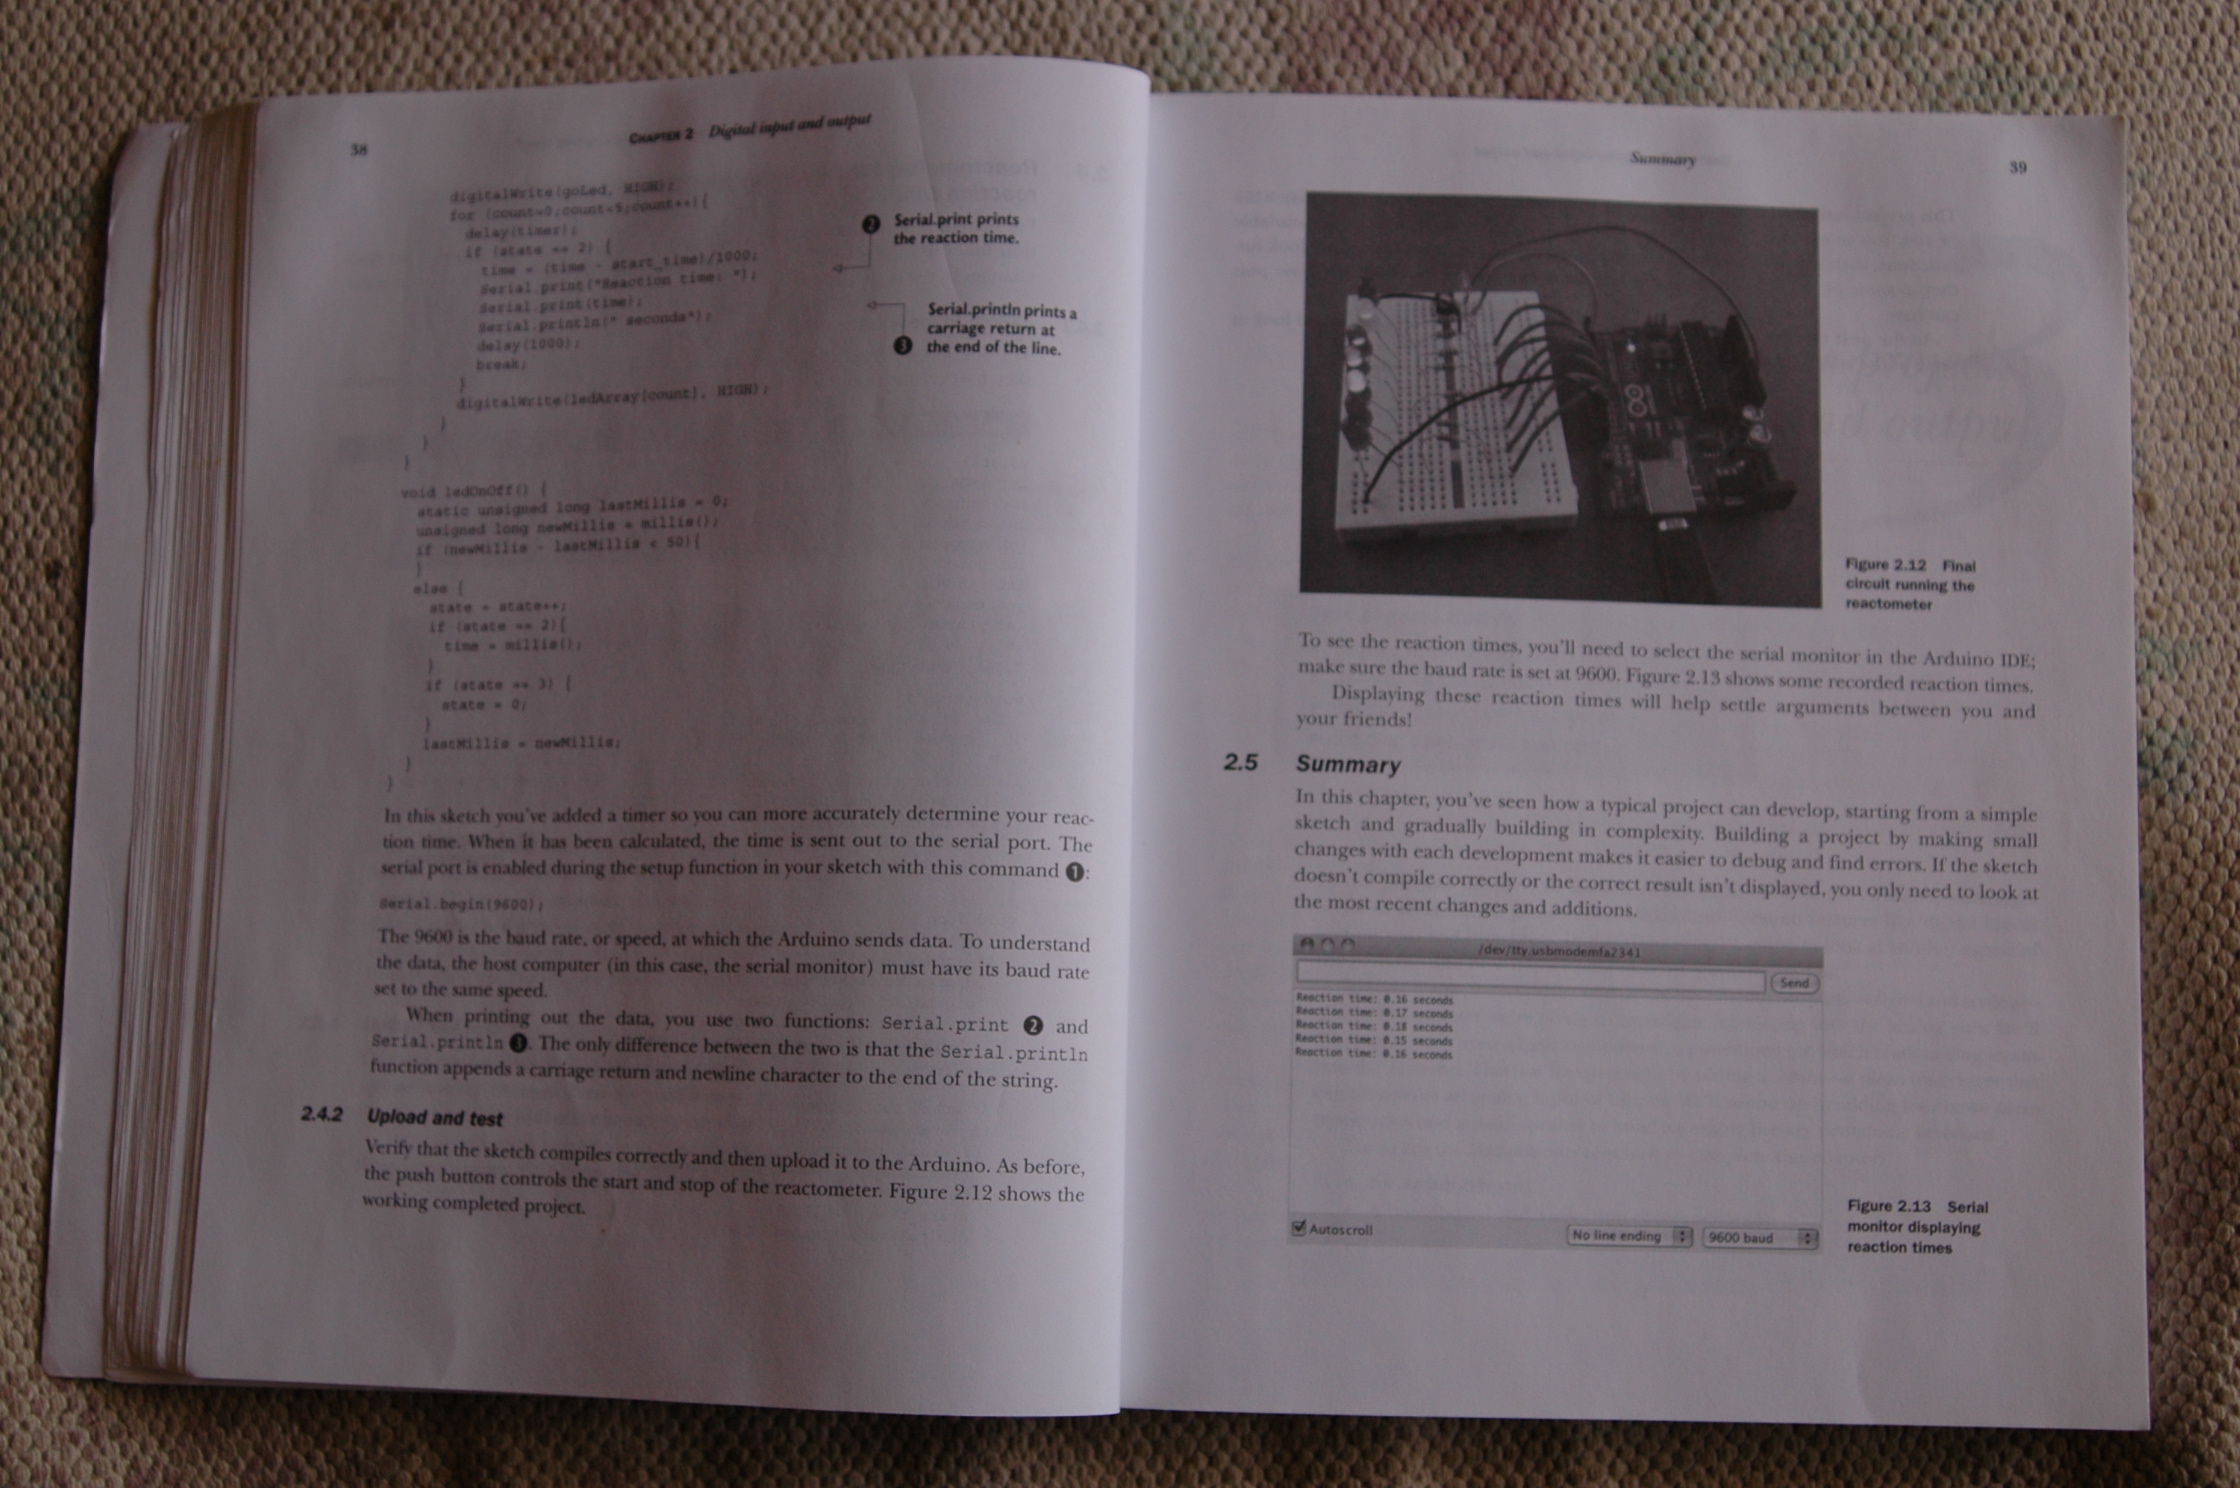 38
CHAPTER 2 Digital input and output
digitalWrite(goLed, HIGH);
for (count=0;count<5;count++){
delay(timer);
if (state == 2) {
time = (time - start_time)/1000;
Serial.print("Reaction time: ");
Serial.print(time);
Serial.println(" seconds");
delay(1000);
break;
}
digitalWrite(ledArray[count], HIGH);
}
}
}
2 Serial.print prints
the reaction time.
Serial.println prints a
carriage return at
3 the end of the line.
void ledOnOff() {
static unsigned long lastMillis = 0;
unsigned long newMillis = millis();
if (newMillis - lastMillis < 50){
}
else {
state = state++;
if (state == 2){
time = millis();
}
if (state == 3) {
state = 0;
}
lastMillis = newMillis;
}
}
In this sketch you've added a timer so you can more accurately determine your reac-
tion time. When it has been calculated, the time is sent out to the serial port. The
serial port is enabled during the setup function in your sketch with this command 1:
Serial.begin(9600);
The 9600 is the baud rate, or speed, at which the Arduino sends data. To understand
the data, the host computer (in this case, the serial monitor) must have its baud rate
set to the same speed.
When printing out the data, you use two functions: Serial.print 2 and
Serial.println 3. The only difference between the two is that the Serial.println
function appends a carriage return and newline character to the end of the string.
2.4.2 Upload and test
Verify that the sketch compiles correctly and then upload it to the Arduino. As before,
the push button controls the start and stop of the reactometer. Figure 2.12 shows the
working completed project.
Summary
39
Figure 2.12 Final
circuit running the
reactometer
To see the reaction times, you'll need to select the serial monitor in the Arduino IDE;
make sure the baud rate is set at 9600. Figure 2.13 shows some recorded reaction times.
Displaying these reaction times will help settle arguments between you and
your friends!
2.5 Summary
In this chapter, you've seen how a typical project can develop, starting from a simple
sketch and gradually building in complexity. Building a project by making small
changes with each development makes it easier to debug and find errors. If the sketch
doesn't compile correctly or the correct result isn't displayed, you only need to look at
the most recent changes and additions.
/dev/tty.usbmodemfa2341
Send
Reaction time: 0.16 seconds
Reaction time: 0.17 seconds
Reaction time: 0.18 seconds
Reaction time: 0.15 seconds
Reaction time: 0.16 seconds
Autoscroll
No line ending
9600 baud
Figure 2.13 Serial
monitor displaying
reaction times